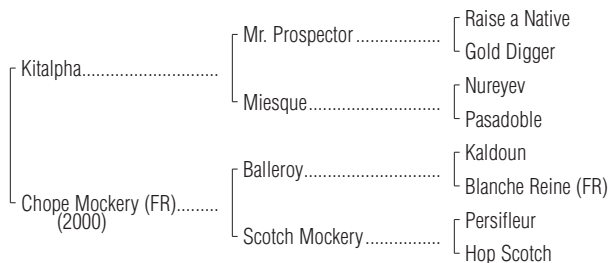 Raise a Native
Mr. Prospector ..................
Gold Digger
Kitalpha.............................
Nureyev
Miesque............................
Pasadoble
Kaldoun
Balleroy.............................
Blanche Reine (FR)
Chope Mockery (FR).........
(2000)
Persifleur
Scotch Mockery................
Hop Scotch